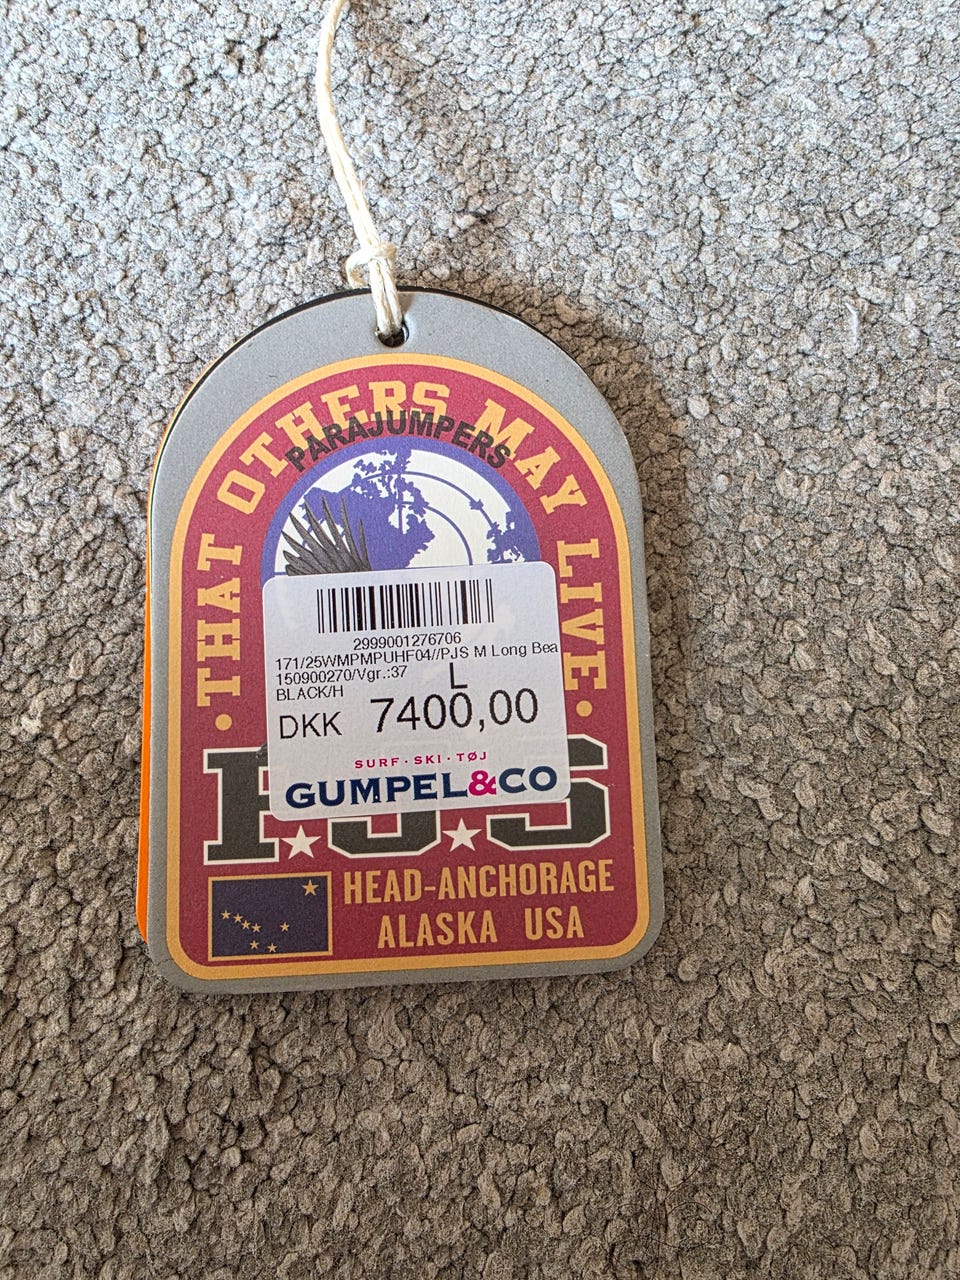 THAT OTHERS MAY LIVE
PARAJUMPERS
2999001276706
171/25WMPMPUHF04//PJS M Long Bea
150900270/Vgr.:37
L
BLACK/H
DKK 7400,00
SURF · SKI · TØJ
GUMPEL&CO
P.J.S
HEAD-ANCHORAGE
ALASKA USA